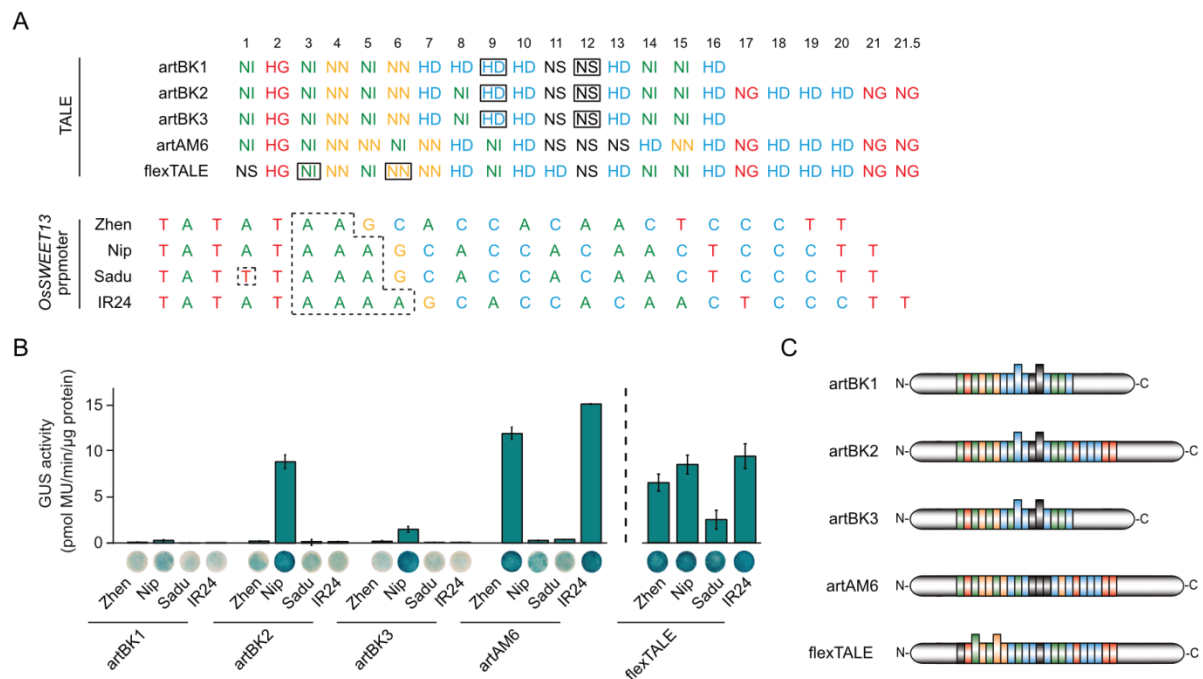 A
1 2 3 4 5 6 7 8 9 10 11 12 13 14 15 16 17 18 19 20 21 21.5
TALE
artBK1 NI HG NI NN NI NN HD HD HD HD NS NS HD NI NI HD
artBK2 NI HG NI NN NI NN HD NI HD HD NS NS HD NI NI HD NG HD HD HD NG NG
artBK3 NI HG NI NN NI NN HD NI HD HD NS NS HD NI NI HD
artAM6 NI HG NI NN NN NI NN HD NI HD NS NS NS HD NN HD NG HD HD HD NG NG
flexTALE NS HG NI NN NI NN NN HD NI HD HD NS HD NI NI HD NG HD HD HD NG NG
OsSWEET13
prpmoter
Zhen T A T A T A A G C A C C A C A A C T C C C T T
Nip T A T A T A A A G C A C C A C A A C T C C C T T
Sadu T A T T T A A A G C A C C A C A A C T C C C T T
IR24 T A T A T A A A A G C A C C A C A A C T C C C T T
B
GUS activity
(pmol MU/min/µg protein)
15
10
5
0
Zhen Nip Sadu IR24 Zhen Nip Sadu IR24 Zhen Nip Sadu IR24 Zhen Nip Sadu IR24 Zhen Nip Sadu IR24
artBK1 artBK2 artBK3 artAM6 flexTALE
C
artBK1 N- -C
artBK2 N- -C
artBK3 N- -C
artAM6 N- -C
flexTALE N- -C